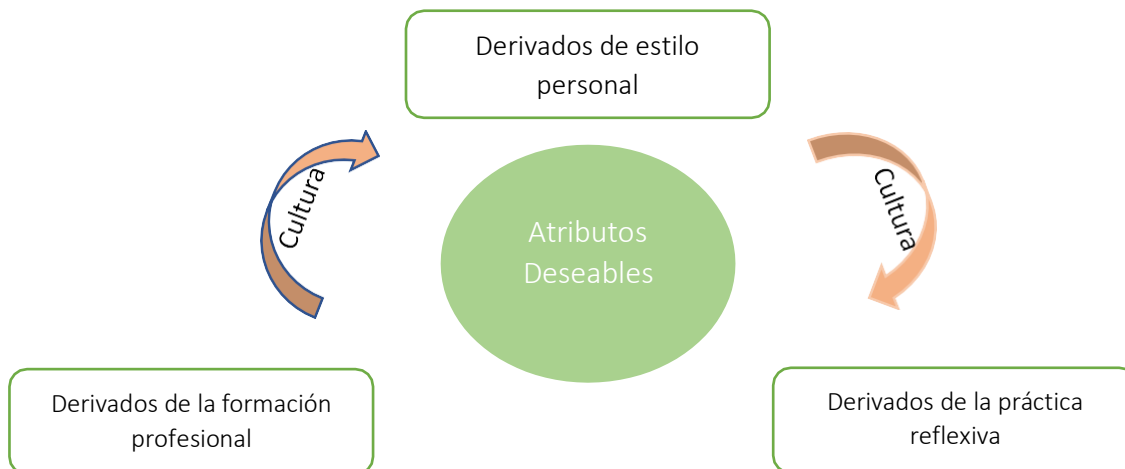 Derivados de estilo
personal
Cultura
Cultura
Atributos
Deseables
Derivados de la formación
profesional
Derivados de la práctica
reflexiva